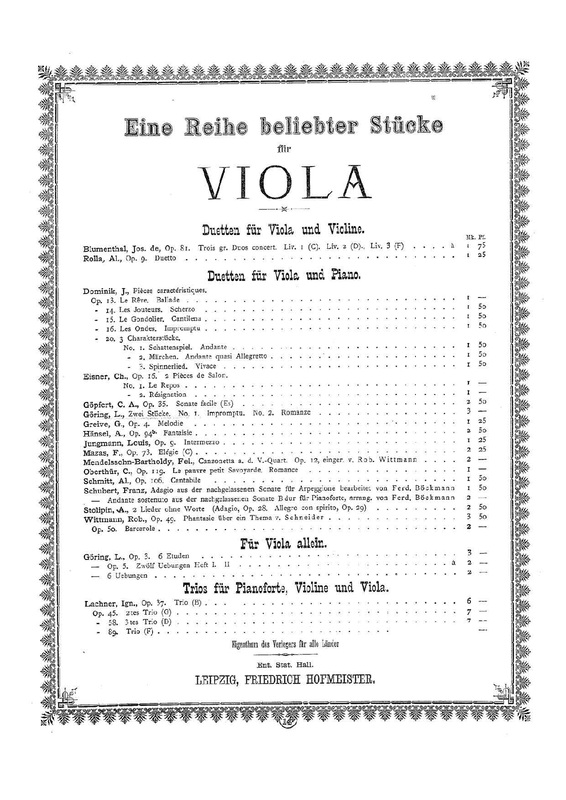 Eine Reihe beliebter Stücke
für
VIOLA
Duetten für Viola und Violine.
Mk. Pf.
Blumenthal, Jos. de, Op. 81. Trois gr. Duos concert. Liv. 1 (C). Liv. 2 (D). Liv. 3 (F) . . . . à 1 75
Rolla, Al., Op. 9. Duetto . . . . 1 25
Duetten für Viola und Piano.
Dominik, J., Pièces caractéristiques.
Op. 13. Le Rêve. Ballade . . . . 1 —
- 14. Les Jouteurs. Scherzo . . . . 1 50
- 15. Le Gondolier. Cantilena . . . . 1 50
- 16. Les Ondes. Impromptu . . . . 1 50
- 20. 3 Charakterstücke.
No. 1. Schattenspiel. Andante . . . . 1 50
- 2. Märchen. Andante quasi Allegretto . . . . 1 50
- 3. Spinnerlied. Vivace . . . . 1 50
Eisner, Ch., Op. 16. 2 Pièces de Salon.
No. 1. Le Repos . . . . 1 —
- 2. Résignation . . . . 1 —
Göpfert, C. A., Op. 35. Sonate facile (Es) . . . . 2 50
Göring, L., Zwei Stücke. No. 1. Impromptu. No. 2. Romanze . . . . 3 —
Greive, G., Op. 4. Melodie . . . . 1 25
Hänsel, A., Op. 94b. Fantaisie . . . . 2 50
Jungmann, Louis, Op. 9. Intermezzo . . . . 1 25
Mazas, F., Op. 73. Elégie (C) . . . . 2 25
Mendelssohn-Bartholdy, Fel., Canzonetta a. d. V.-Quart. Op. 12, einger. v. Rob. Wittmann . . . . 2 —
Oberthür, C., Op. 119. Le pauvre petit Savoyarde. Romance . . . . 1 —
Schmitt, Al., Op. 106. Cantabile . . . . 1 50
Schubert, Franz, Adagio aus der nachgelassenen Sonate für Arpeggione bearbeitet von Ferd. Böckmann 1 50
— Andante sostenuto aus der nachgelassenen Sonate B dur für Pianoforte, arrang. von Ferd. Böckmann 2 —
Stollpin, A., 2 Lieder ohne Worte (Adagio, Op. 28. Allegro con spirito, Op. 29) . . . . 2 50
Wittmann, Rob., Op. 49. Phantasie über ein Thema v. Schneider . . . . 3 50
Op. 50. Barcerola . . . . 2 —
Für Viola allein.
Göring, L., Op. 3. 6 Etuden . . . . 3 —
— Op. 5. Zwölf Uebungen Heft I. II . . . . à 2 —
— 6 Uebungen . . . . 2 —
Trios für Pianoforte, Violine und Viola.
Lachner, Ign., Op. 37. Trio (B) . . . . 6 —
Op. 45. 2tes Trio (G) . . . . 7 —
- 58. 3tes Trio (D) . . . . 7 —
- 89. Trio (F) . . . . —
Eigenthum des Verlegers für alle Länder
Ent. Stat. Hall.
LEIPZIG, FRIEDRICH HOFMEISTER.